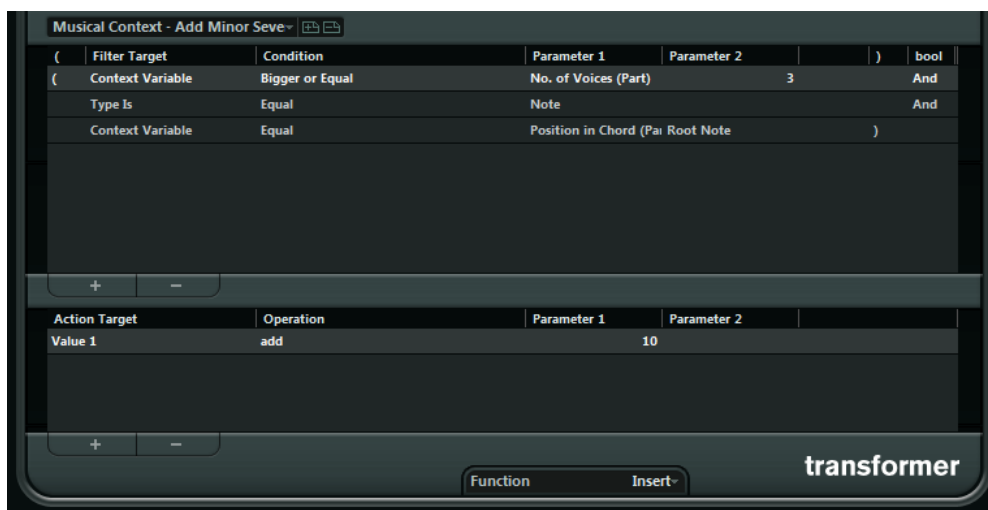 Musical Context - Add Minor Seve
( Filter Target Condition Parameter 1 Parameter 2 ) bool
( Context Variable Bigger or Equal No. of Voices (Part) 3 And
Type Is Equal Note And
Context Variable Equal Position in Chord (Pai Root Note )
+ −
Action Target Operation Parameter 1 Parameter 2
Value 1 add 10
+ −
transformer
Function Insert